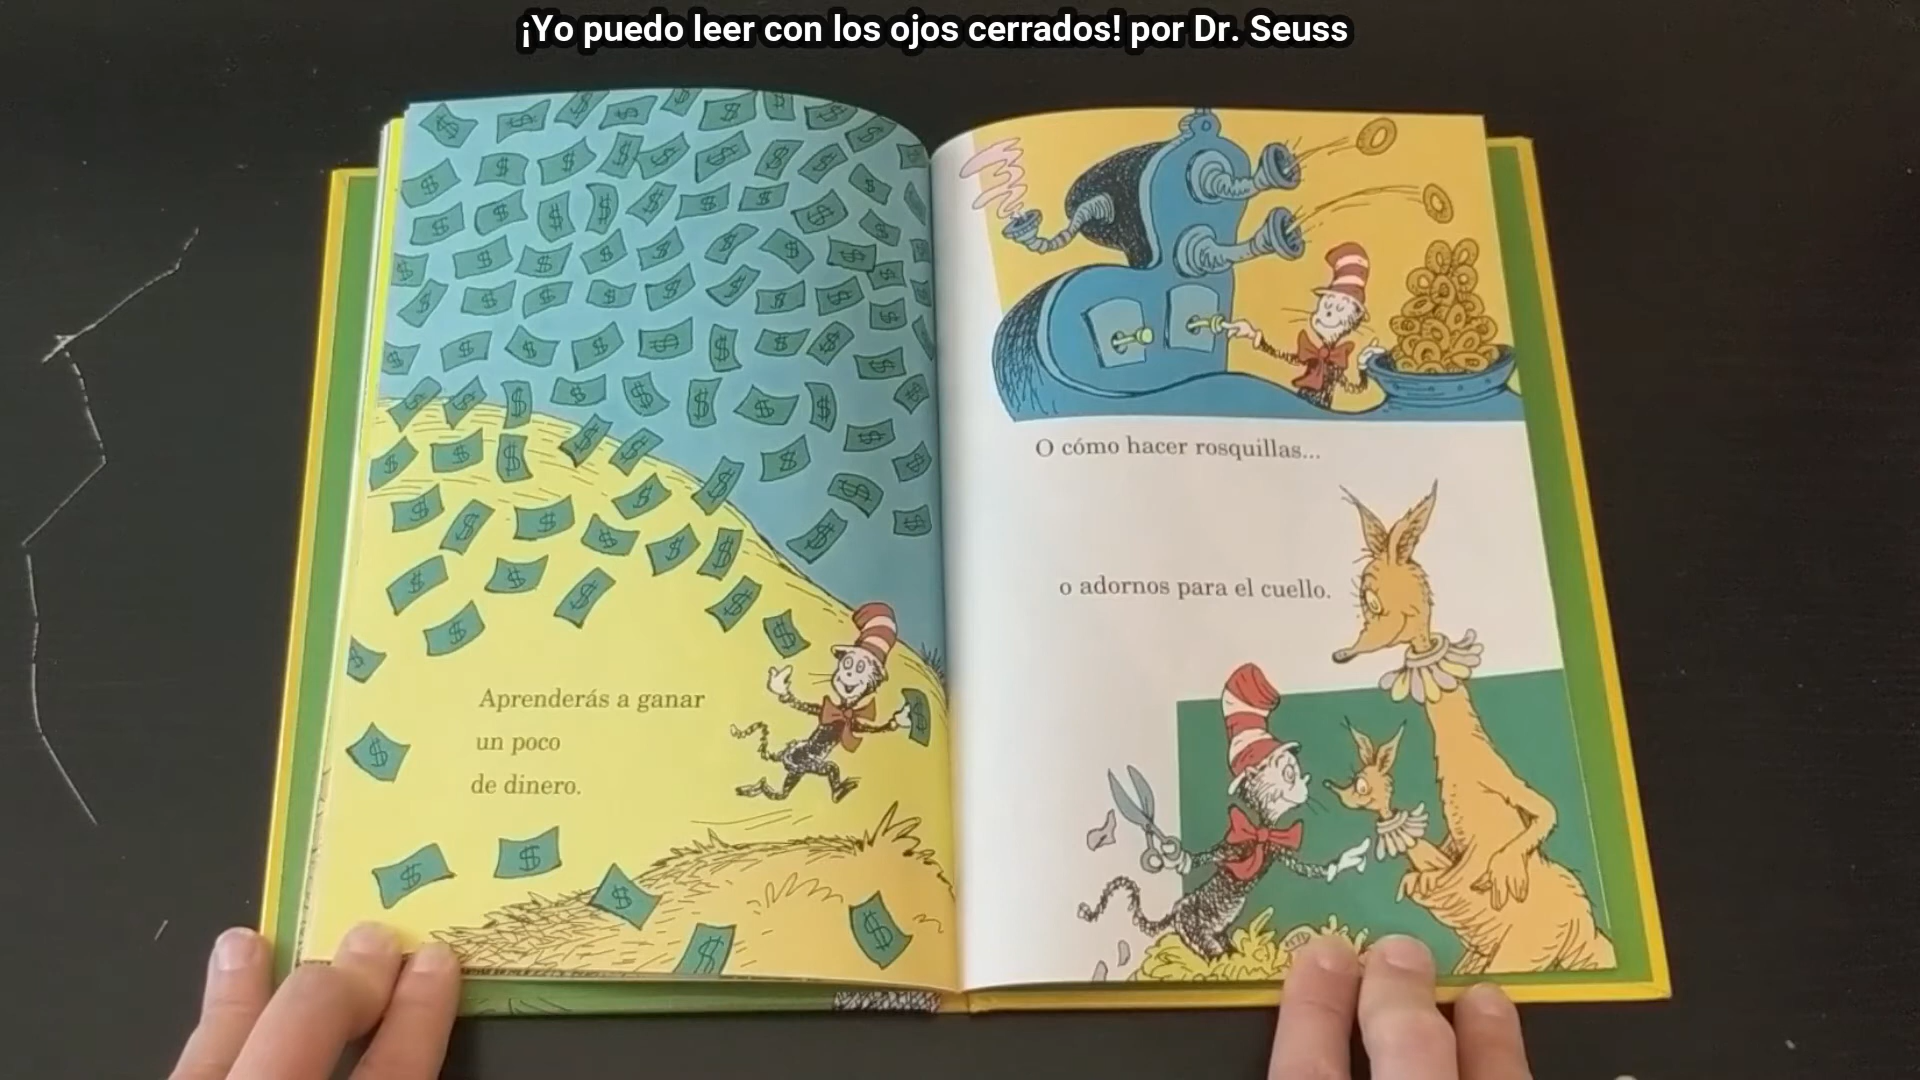 ¡Yo puedo leer con los ojos cerrados! por Dr. Seuss
Aprenderás a ganar
un poco
de dinero.
O cómo hacer rosquillas...
o adornos para el cuello.